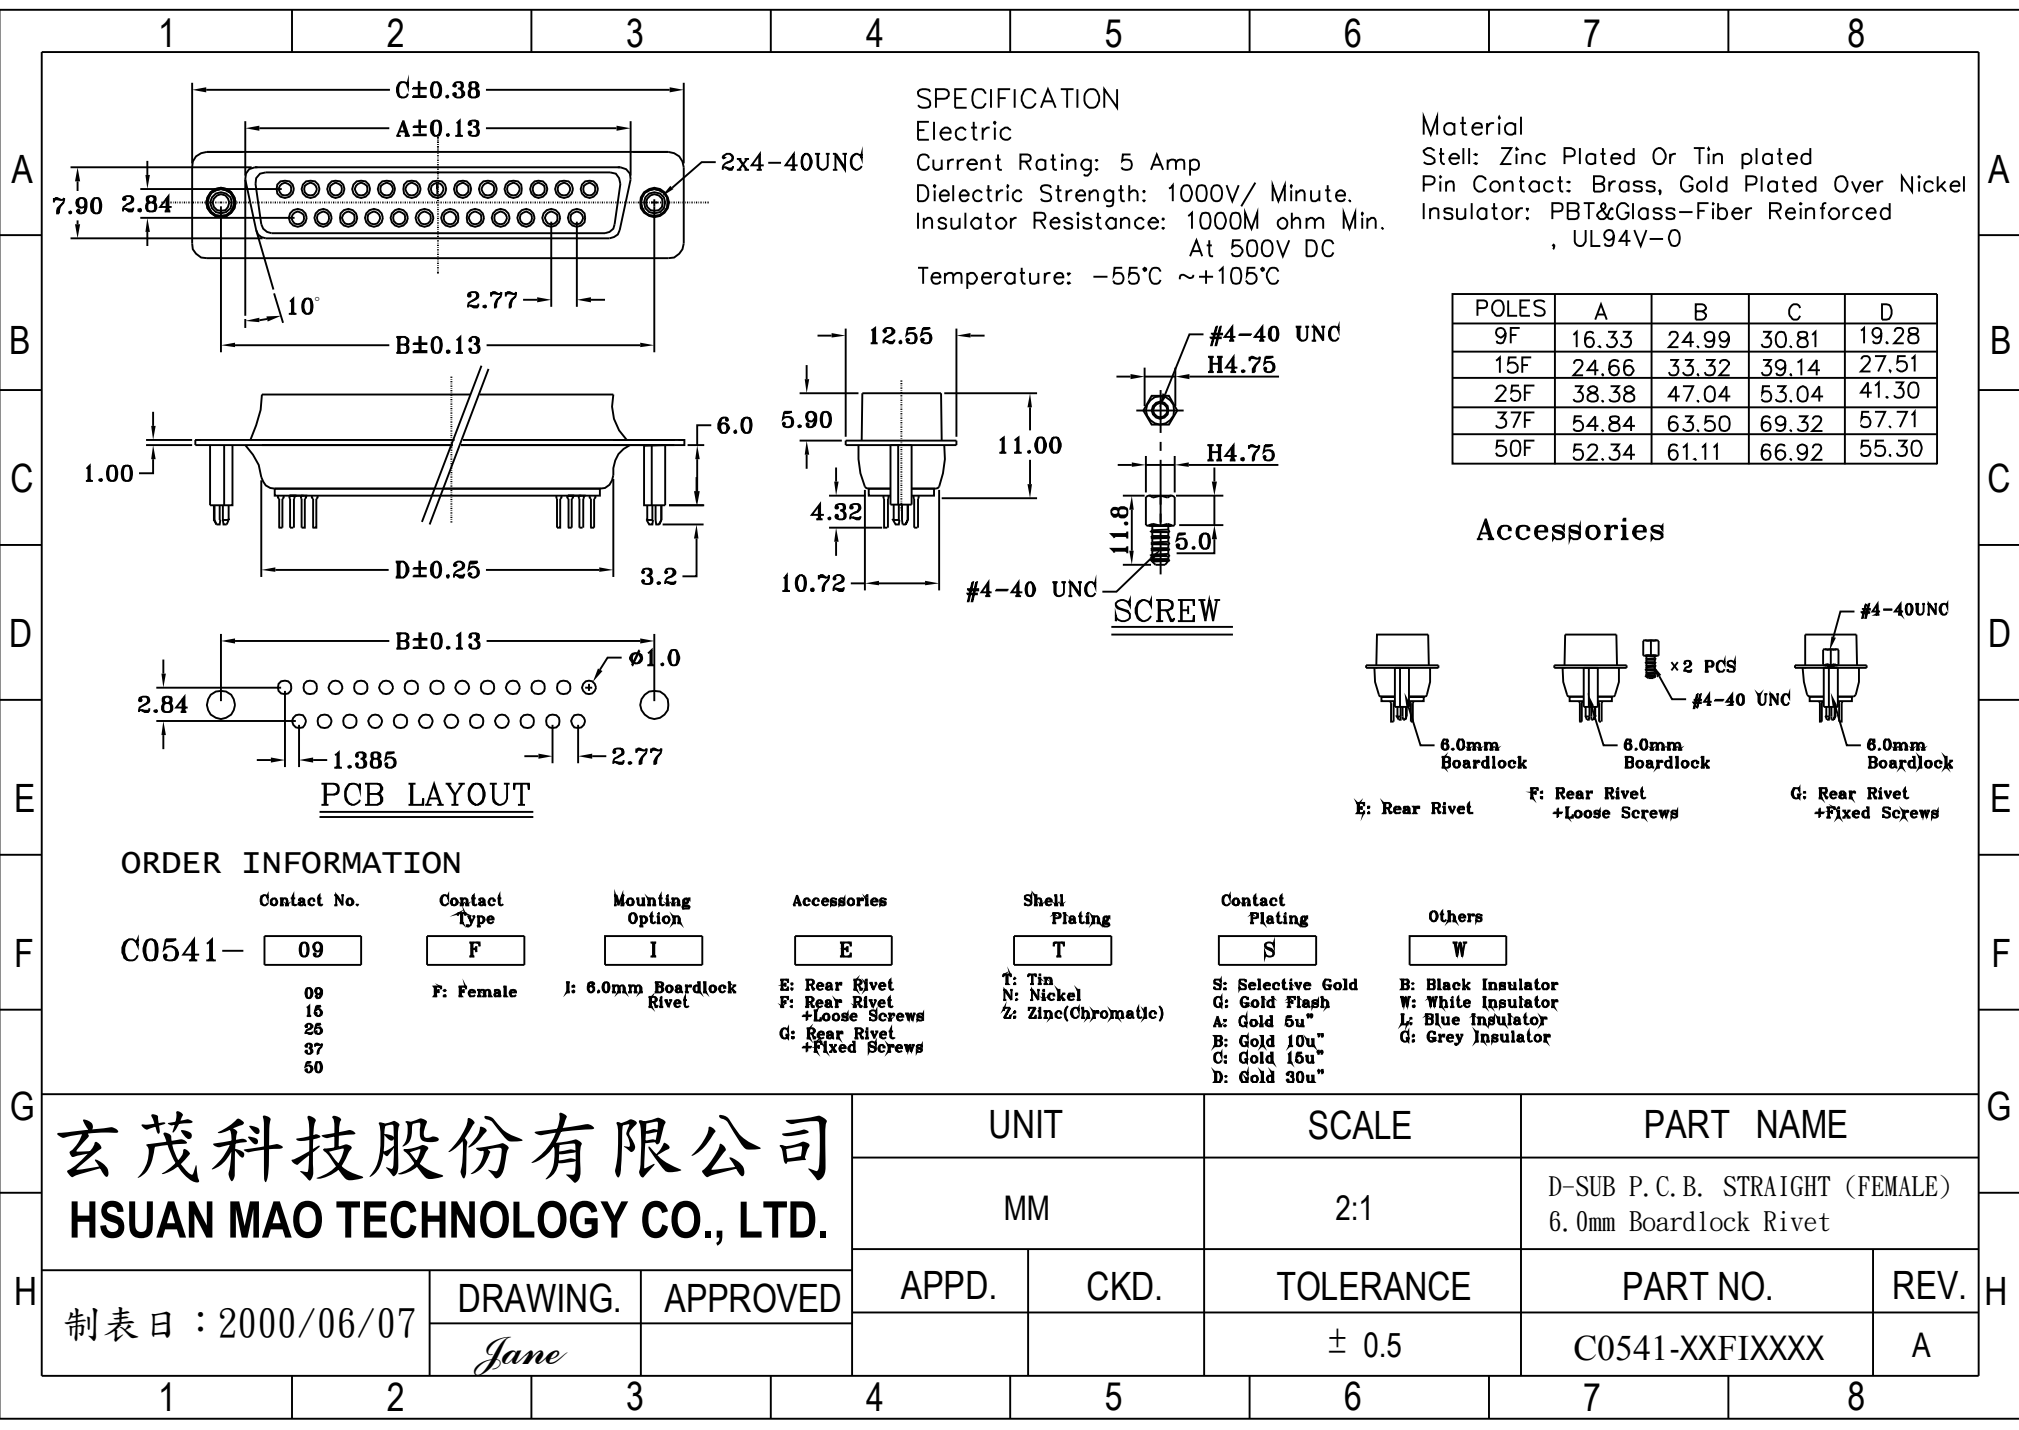 1 2 3 4 5 6 7 8
A
B
C
D
E
F
G
H
A
B
C
D
E
F
G
H
C±0.38
A±0.13
2x4-40UNC
7.90
2.84
10°
2.77
B±0.13
SPECIFICATION
Electric
Current Rating: 5 Amp
Dielectric Strength: 1000V/ Minute.
Insulator Resistance: 1000M ohm Min.
At 500V DC
Temperature: -55°C ~+105°C
Material
Stell: Zinc Plated Or Tin plated
Pin Contact: Brass, Gold Plated Over Nickel
Insulator: PBT&Glass-Fiber Reinforced
, UL94V-0
POLES A B C D
9F 16.33 24.99 30.81 19.28
15F 24.66 33.32 39.14 27.51
25F 38.38 47.04 53.04 41.30
37F 54.84 63.50 69.32 57.71
50F 52.34 61.11 66.92 55.30
1.00
6.0
3.2
D±0.25
12.55
5.90
11.00
4.32
10.72
#4-40 UNC
H4.75
H4.75
11.8
5.0
#4-40 UNC
SCREW
B±0.13
ø1.0
2.84
1.385
2.77
PCB LAYOUT
Accessories
6.0mm
Boardlock
E: Rear Rivet
×2 PCS
#4-40 UNC
6.0mm
Boardlock
F: Rear Rivet
+Loose Screws
#4-40UNC
6.0mm
Boardlock
G: Rear Rivet
+Fixed Screws
ORDER INFORMATION
C0541-
Contact No.
09
09
15
25
37
50
Contact
Type
F
F: Female
Mounting
Option
I
I: 6.0mm Boardlock
Rivet
Accessories
E
E: Rear Rivet
F: Rear Rivet
+Loose Screws
G: Rear Rivet
+Fixed Screws
Shell
Plating
T
T: Tin
N: Nickel
Z: Zinc(Chromatic)
Contact
Plating
S
S: Selective Gold
G: Gold Flash
A: Gold 5u"
B: Gold 10u"
C: Gold 15u"
D: Gold 30u"
Others
W
B: Black Insulator
W: White Insulator
L: Blue Insulator
G: Grey Insulator
玄茂科技股份有限公司
HSUAN MAO TECHNOLOGY CO., LTD.
制表日：2000/06/07
DRAWING.
Jane
APPROVED
UNIT
MM
SCALE
2:1
PART NAME
D-SUB P.C.B. STRAIGHT (FEMALE)
6.0mm Boardlock Rivet
APPD.
CKD.
TOLERANCE
± 0.5
PART NO.
C0541-XXFIXXXX
REV.
A
1 2 3 4 5 6 7 8